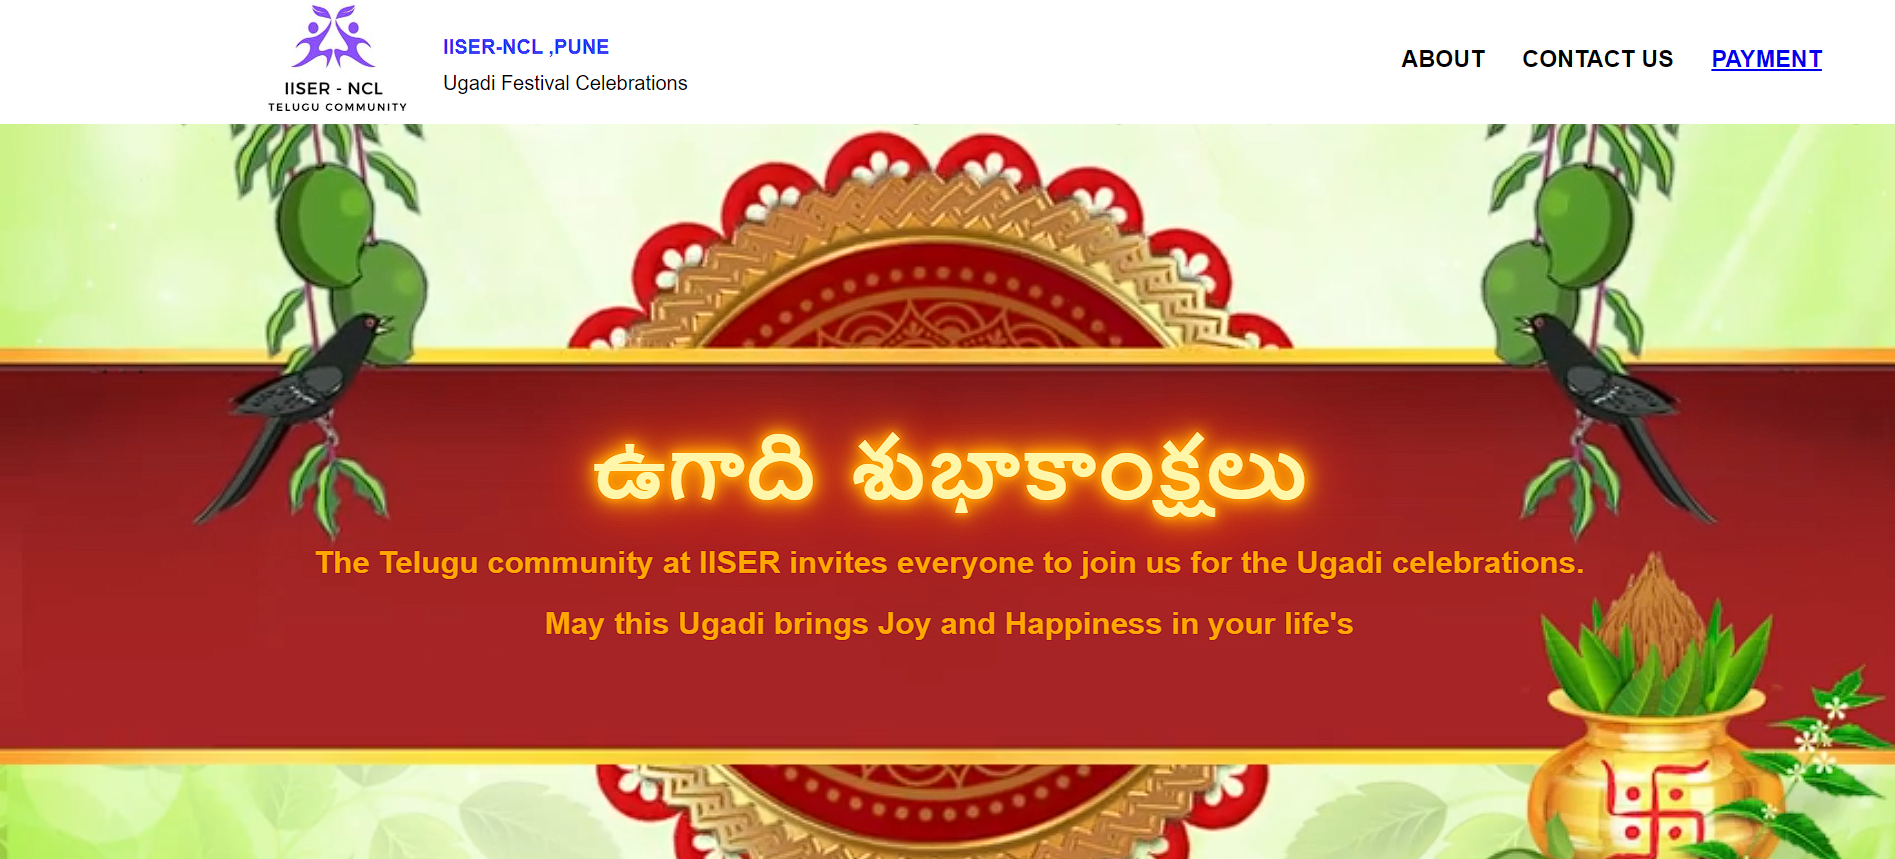 IISER - NCL
TELUGU COMMUNITY
IISER-NCL ,PUNE
Ugadi Festival Celebrations
ABOUT CONTACT US PAYMENT
ఉగాది శుభాకాంక్షలు
The Telugu community at IISER invites everyone to join us for the Ugadi celebrations.
May this Ugadi brings Joy and Happiness in your life's